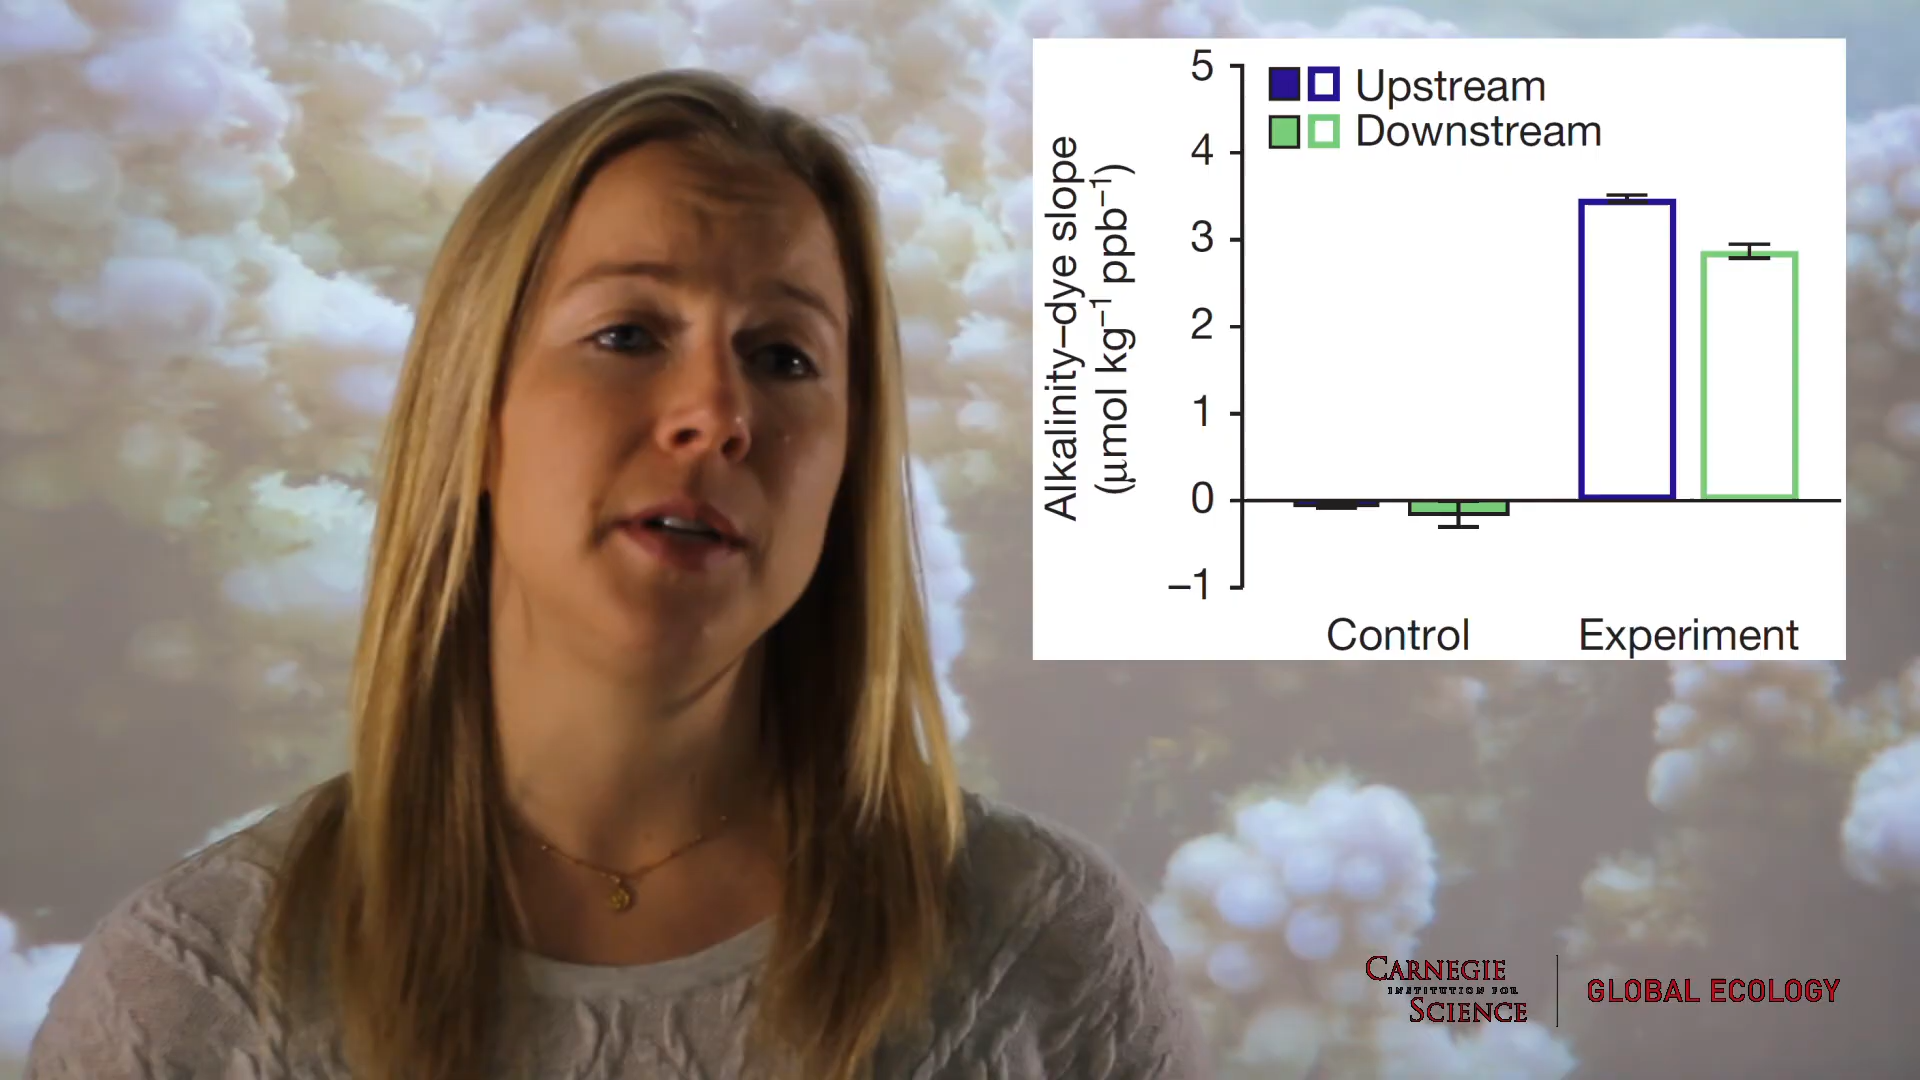 5
Upstream
Downstream
4
3
2
1
0
–1
Alkalinity–dye slope
(μmol kg⁻¹ ppb⁻¹)
Control
Experiment
CARNEGIE
INSTITUTION FOR
SCIENCE
GLOBAL ECOLOGY